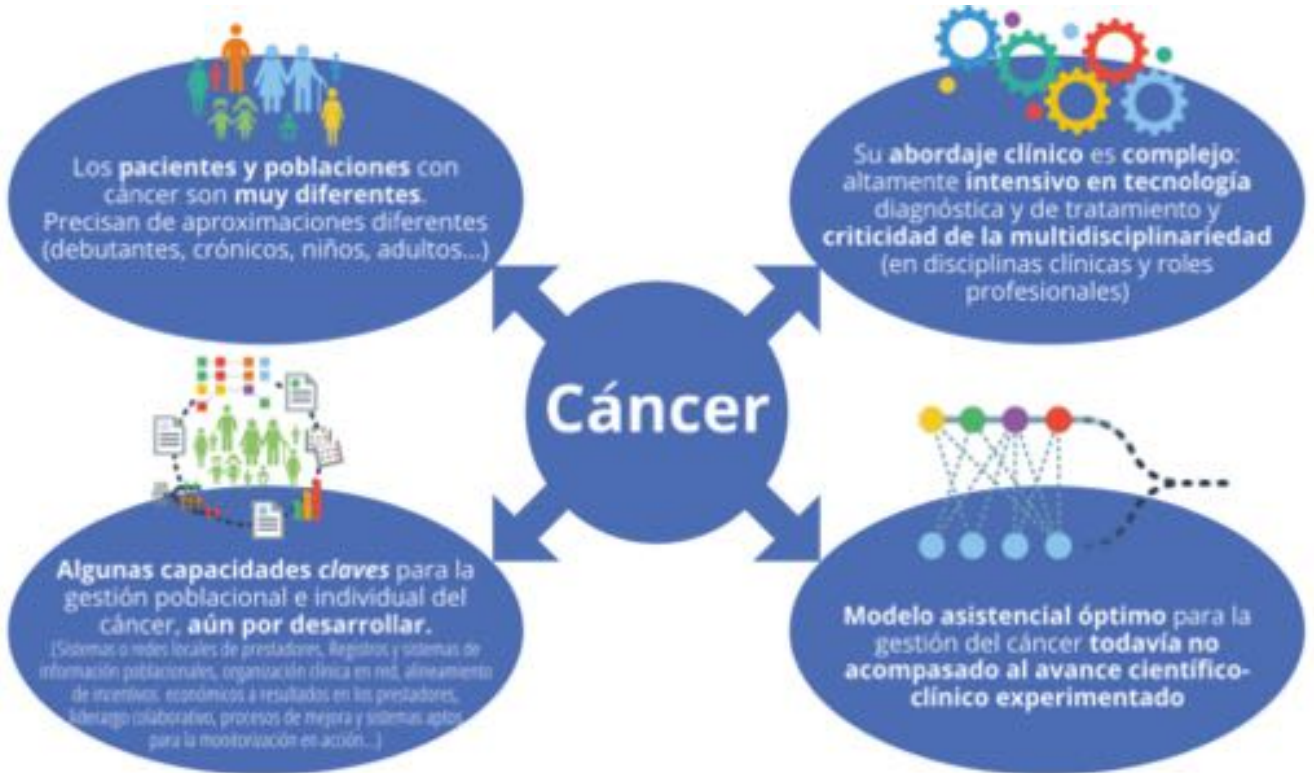 Los pacientes y poblaciones con
cáncer son muy diferentes.
Precisan de aproximaciones diferentes
(debutantes, crónicos, niños, adultos...)
Su abordaje clínico es complejo:
altamente intensivo en tecnología
diagnóstica y de tratamiento y
criticidad de la multidisciplinariedad
(en disciplinas clínicas y roles
profesionales)
Cáncer
Algunas capacidades claves para la
gestión poblacional e individual del
cáncer, aún por desarrollar.
(Sistemas o redes locales de prestadores, Registros y sistemas de
información poblacionales, organización clínica en red, alineamiento
de incentivos, económicos a resultados en los prestadores,
liderazgo colaborativo, procesos de mejora y sistemas aptos
para la monitorización en acción...)
Modelo asistencial óptimo para la
gestión del cáncer todavía no
acompasado al avance científico-
clínico experimentado